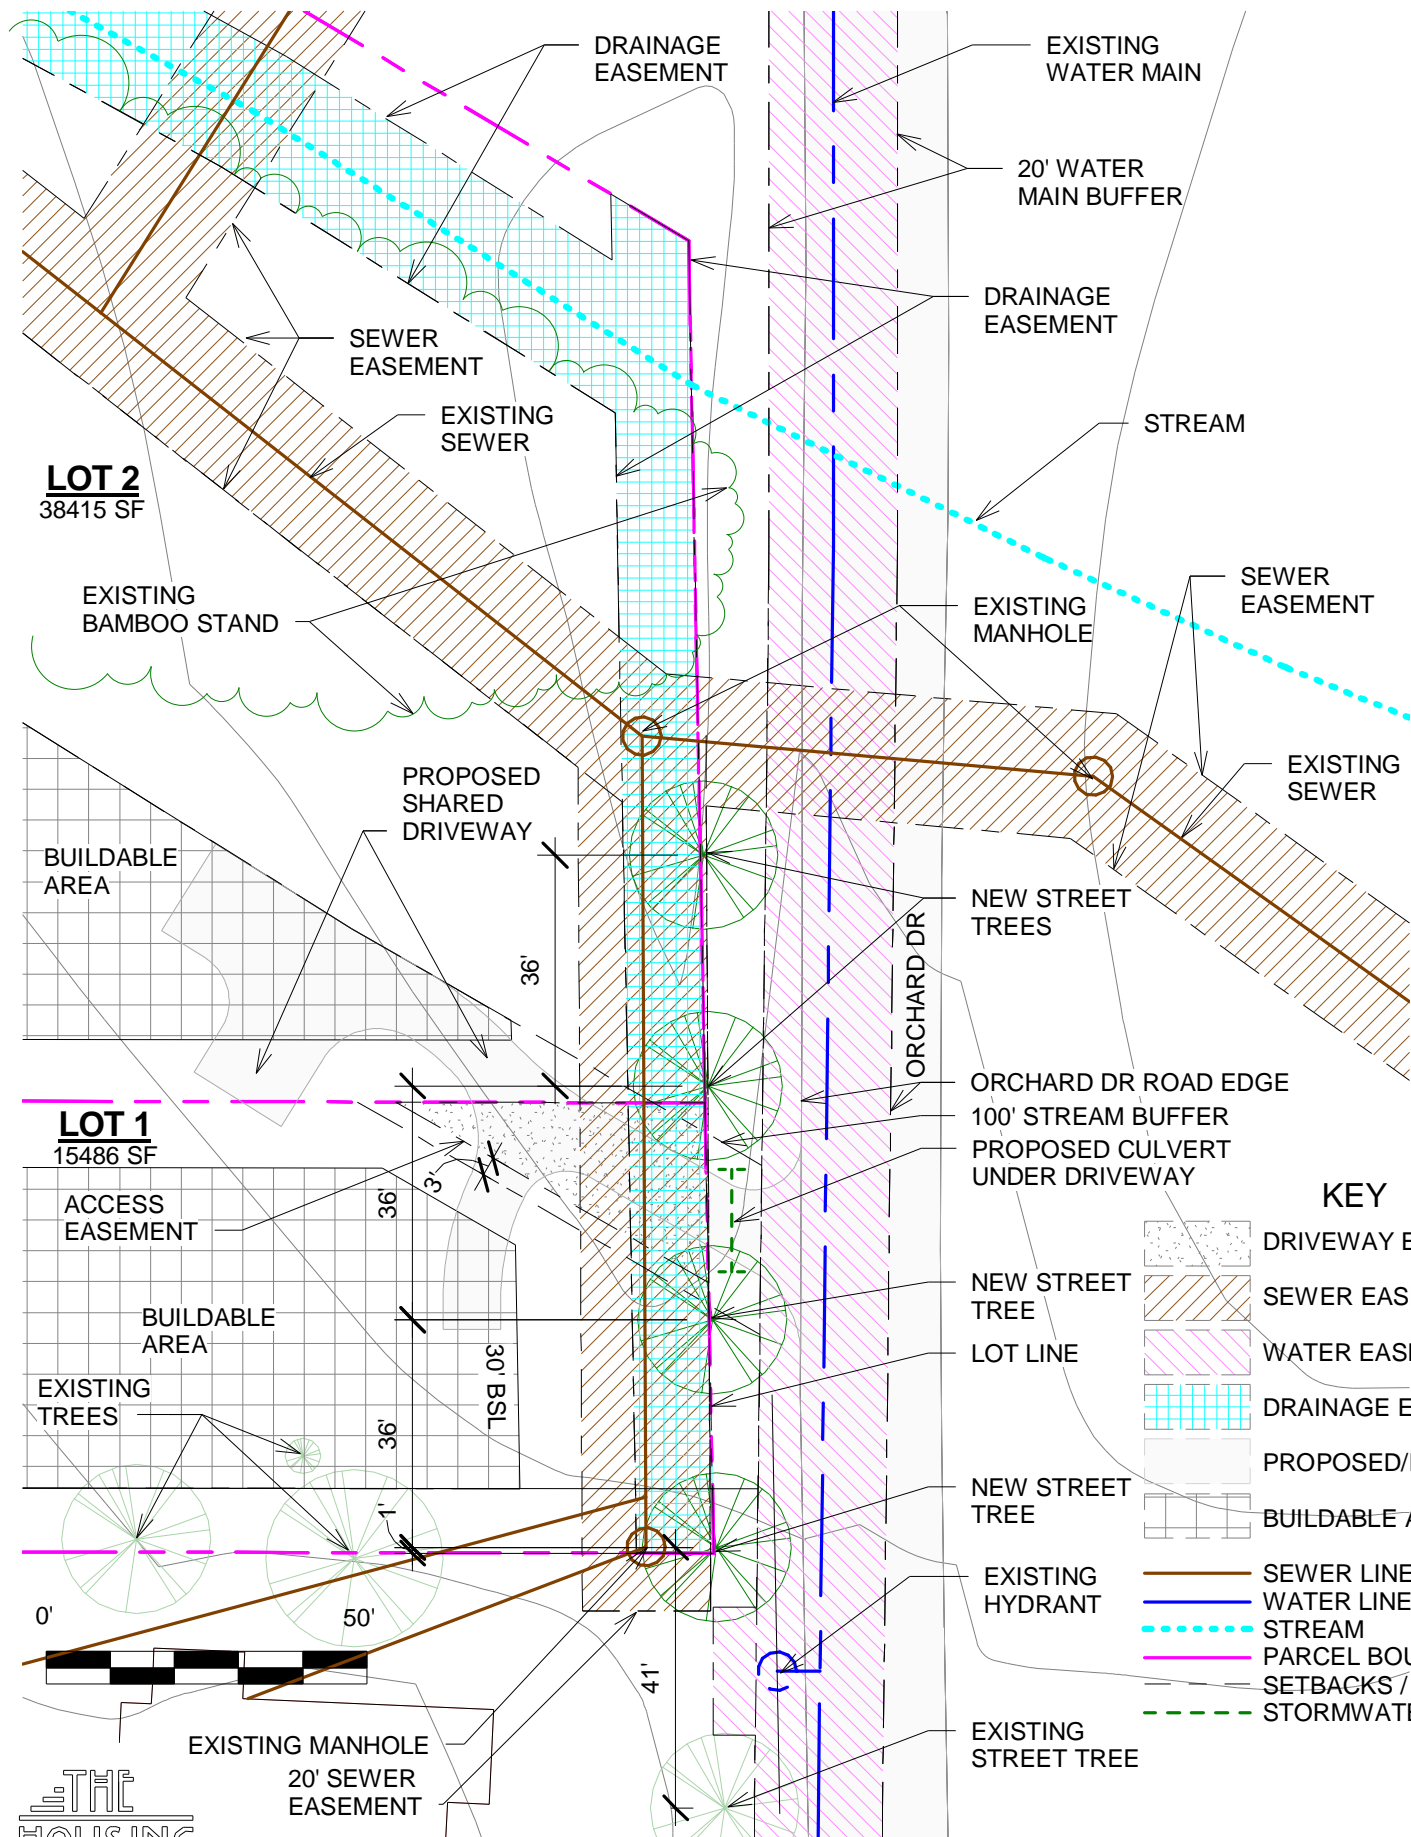 DRAINAGE
EASEMENT
EXISTING
WATER MAIN
20' WATER
MAIN BUFFER
DRAINAGE
EASEMENT
SEWER
EASEMENT
EXISTING
SEWER
STREAM
LOT 2
38415 SF
EXISTING
BAMBOO STAND
EXISTING
MANHOLE
SEWER
EASEMENT
EXISTING
SEWER
PROPOSED
SHARED
DRIVEWAY
BUILDABLE
AREA
36'
NEW STREET
TREES
ORCHARD DR
ORCHARD DR ROAD EDGE
100' STREAM BUFFER
PROPOSED CULVERT
UNDER DRIVEWAY
LOT 1
15486 SF
ACCESS
EASEMENT
3'
36'
BUILDABLE
AREA
NEW STREET
TREE
LOT LINE
30' BSL
36'
EXISTING
TREES
1'
NEW STREET
TREE
EXISTING
HYDRANT
0'
50'
41'
EXISTING MANHOLE
20' SEWER
EASEMENT
EXISTING
STREET TREE
KEY
DRIVEWAY E
SEWER EAS
WATER EAS
DRAINAGE E
PROPOSED/
BUILDABLE A
SEWER LINE
WATER LINE
STREAM
PARCEL BOU
SETBACKS /
STORMWATE
THE
HOUSING